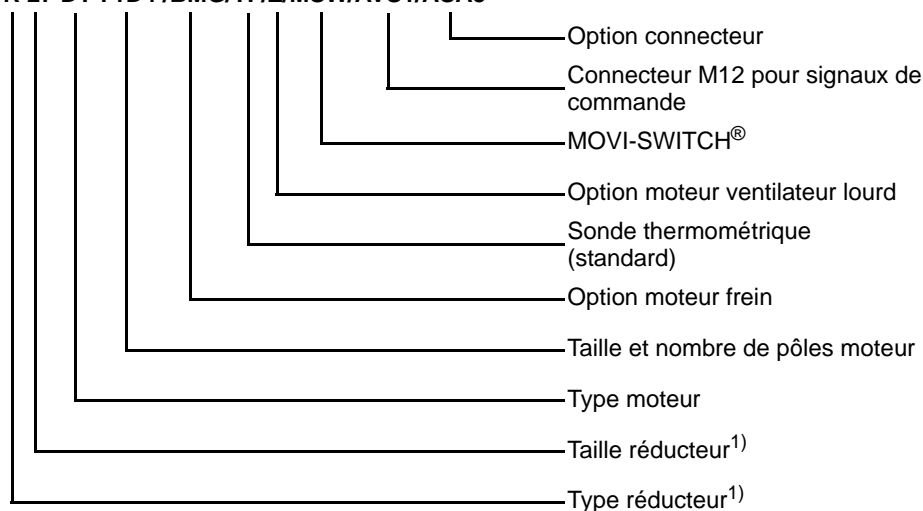 Option connecteur
Connecteur M12 pour signaux de
commande
MOVI-SWITCH®
Option moteur ventilateur lourd
Sonde thermométrique
(standard)
Option moteur frein
Taille et nombre de pôles moteur
Type moteur
Taille réducteur1)
Type réducteur1)